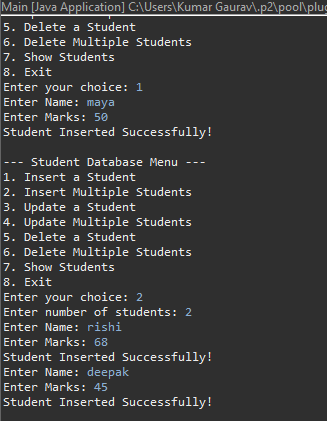 Main [Java Application] C:\Users\Kumar Gaurav\.p2\pool\plug
5. Delete a Student
6. Delete Multiple Students
7. Show Students
8. Exit
Enter your choice: 1
Enter Name: maya
Enter Marks: 50
Student Inserted Successfully!

--- Student Database Menu ---
1. Insert a Student
2. Insert Multiple Students
3. Update a Student
4. Update Multiple Students
5. Delete a Student
6. Delete Multiple Students
7. Show Students
8. Exit
Enter your choice: 2
Enter number of students: 2
Enter Name: rishi
Enter Marks: 68
Student Inserted Successfully!
Enter Name: deepak
Enter Marks: 45
Student Inserted Successfully!